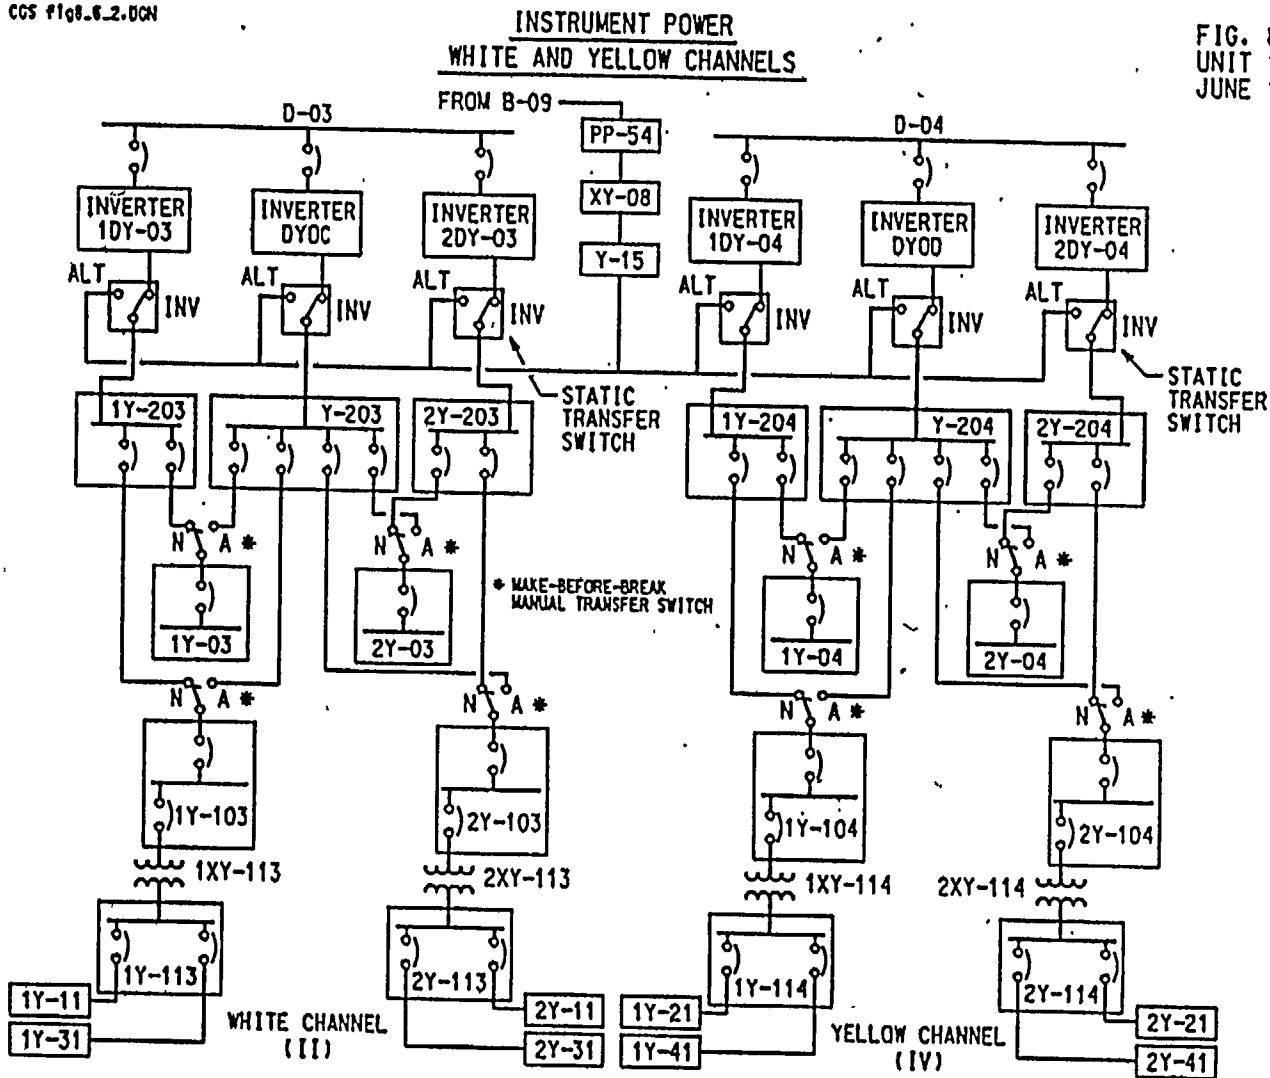 CGS fig8_6_2.DGN
INSTRUMENT POWER
WHITE AND YELLOW CHANNELS
FIG.
UNIT
JUNE
FROM B-09
D-03
PP-54
D-04
XY-08
Y-15
INVERTER
1DY-03
INVERTER
DY0C
INVERTER
2DY-03
INVERTER
1DY-04
INVERTER
DY0D
INVERTER
2DY-04
ALT
INV
ALT
INV
ALT
INV
ALT
INV
ALT
INV
ALT
INV
STATIC
TRANSFER
SWITCH
STATIC
TRANSFER
SWITCH
1Y-203
Y-203
2Y-203
1Y-204
Y-204
2Y-204
N A *
N A *
N A *
N A *
* MAKE-BEFORE-BREAK
MANUAL TRANSFER SWITCH
1Y-03
2Y-03
1Y-04
2Y-04
N A *
N A *
N A *
N A *
1Y-103
2Y-103
1Y-104
2Y-104
1XY-113
2XY-113
1XY-114
2XY-114
1Y-113
2Y-113
1Y-114
2Y-114
1Y-11
1Y-31
WHITE CHANNEL
(II)
2Y-11
2Y-31
1Y-21
1Y-41
YELLOW CHANNEL
(IV)
2Y-21
2Y-41